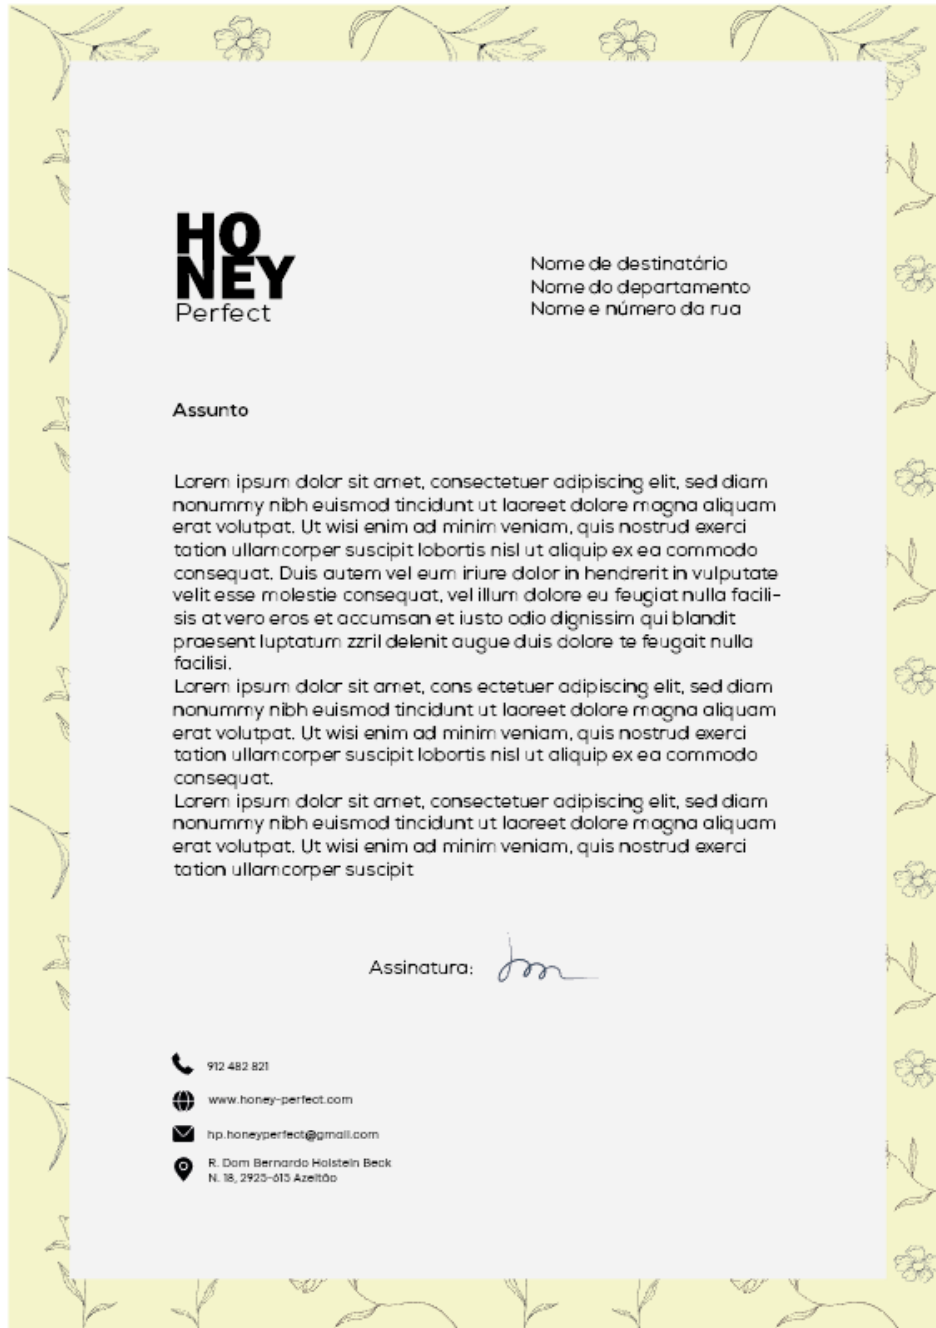 HO
NEY
Perfect
Nome de destinatário
Nome do departamento
Nome e número da rua
Assunto
Lorem ipsum dolor sit amet, consectetuer adipiscing elit, sed diam
nonummy nibh euismod tincidunt ut laoreet dolore magna aliquam
erat volutpat. Ut wisi enim ad minim veniam, quis nostrud exerci
tation ullamcorper suscipit lobortis nisl ut aliquip ex ea commodo
consequat. Duis autem vel eum iriure dolor in hendrerit in vulputate
velit esse molestie consequat, vel illum dolore eu feugiat nulla facili-
sis at vero eros et accumsan et iusto odio dignissim qui blandit
praesent luptatum zzril delenit augue duis dolore te feugait nulla
facilisi.
Lorem ipsum dolor sit amet, cons ectetuer adipiscing elit, sed diam
nonummy nibh euismod tincidunt ut laoreet dolore magna aliquam
erat volutpat. Ut wisi enim ad minim veniam, quis nostrud exerci
tation ullamcorper suscipit lobortis nisl ut aliquip ex ea commodo
consequat.
Lorem ipsum dolor sit amet, consectetuer adipiscing elit, sed diam
nonummy nibh euismod tincidunt ut laoreet dolore magna aliquam
erat volutpat. Ut wisi enim ad minim veniam, quis nostrud exerci
tation ullamcorper suscipit
Assinatura:
912 482 821
www.honey-perfect.com
hp.honeyperfect@gmail.com
R. Dom Bernardo Holstein Beck
N. 18, 2925-615 Azeitão